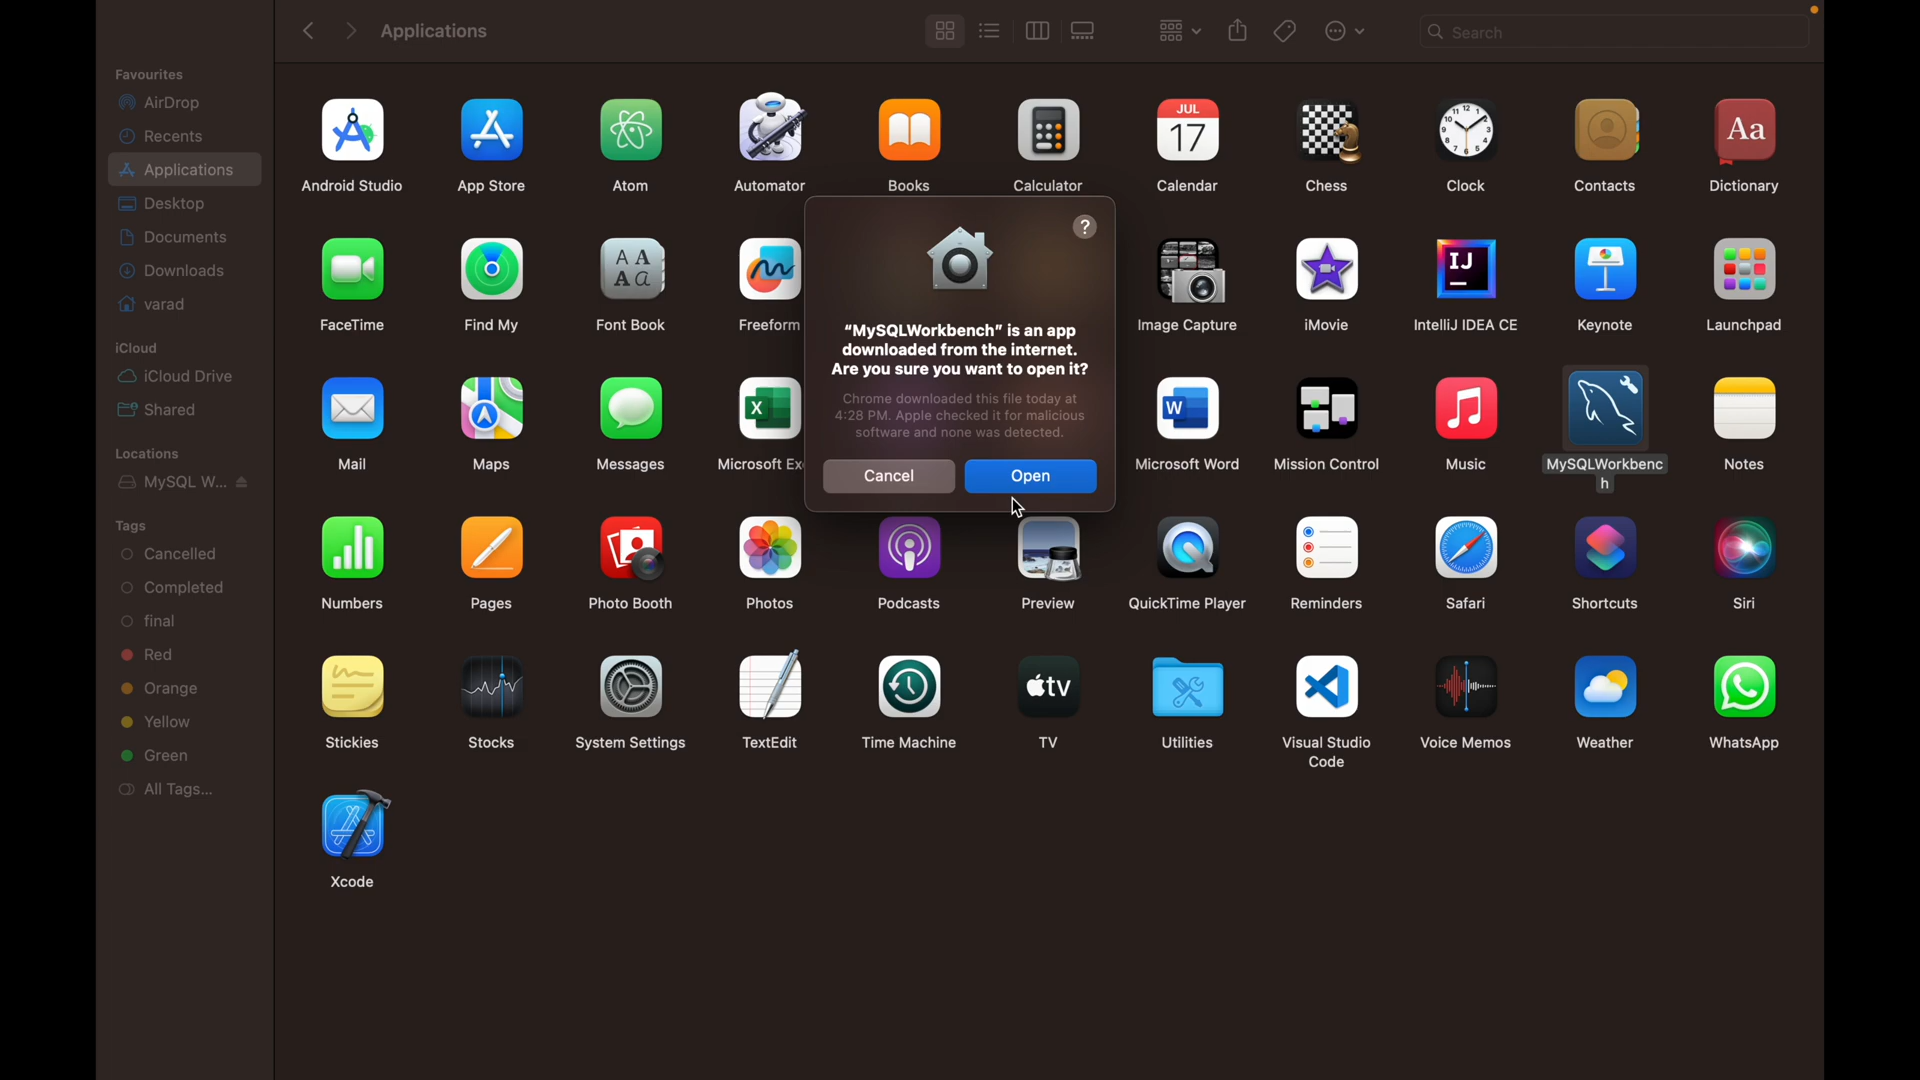 Applications
Search
Favourites
AirDrop
Recents
Applications
Desktop
Documents
Downloads
varad
iCloud
iCloud Drive
Shared
Locations
MySQL W...
Tags
Cancelled
Completed
final
Red
Orange
Yellow
Green
All Tags...
JUL
17
Aa
Android Studio
App Store
Atom
Automator
Books
Calculator
Calendar
Chess
Clock
Contacts
Dictionary
A A
A a
IJ
FaceTime
Find My
Font Book
Freeform
Image Capture
iMovie
IntelliJ IDEA CE
Keynote
Launchpad
?
“MySQLWorkbench” is an app
downloaded from the internet.
Are you sure you want to open it?
Chrome downloaded this file today at
4:28 PM. Apple checked it for malicious
software and none was detected.
Cancel
Open
X
W
Mail
Maps
Messages
Microsoft Ex
Microsoft Word
Mission Control
Music
MySQLWorkbenc
h
Notes
Numbers
Pages
Photo Booth
Photos
Podcasts
Preview
QuickTime Player
Reminders
Safari
Shortcuts
Siri
tv
Stickies
Stocks
System Settings
TextEdit
Time Machine
TV
Utilities
Visual Studio
Code
Voice Memos
Weather
WhatsApp
Xcode